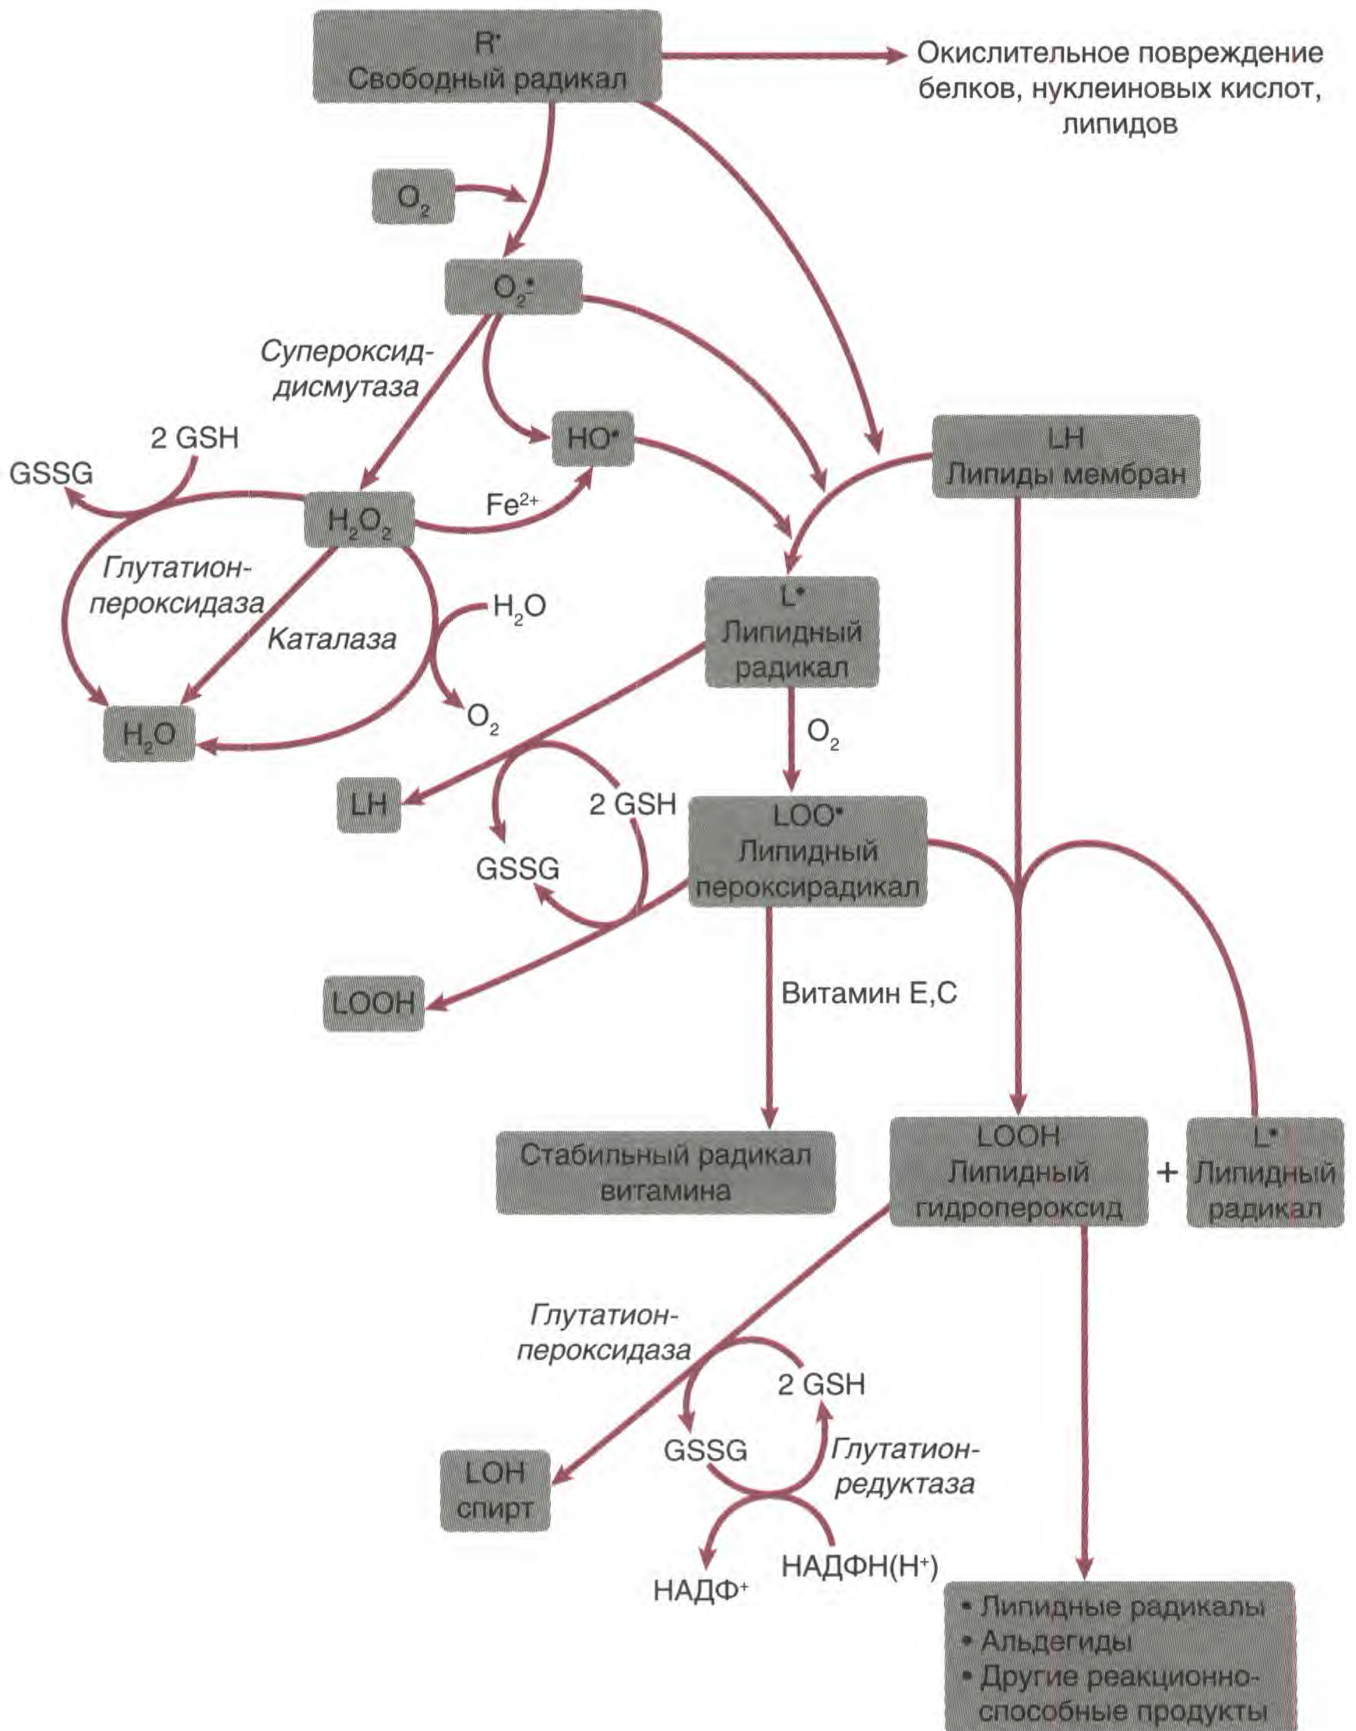 R•
Свободный радикал
Окислительное повреждение
белков, нуклеиновых кислот,
липидов
O₂
O₂•̄
Супероксид-
дисмутаза
2 GSH
GSSG
HO•
LH
Липиды мембран
Fe²⁺
H₂O₂
Глутатион-
пероксидаза
Каталаза
H₂O
L•
Липидный
радикал
H₂O
O₂
O₂
LH
2 GSH
GSSG
LOO•
Липидный
пероксирадикал
LOOH
Витамин Е,С
Стабильный радикал
витамина
LOOH
Липидный
гидропероксид
+
L•
Липидный
радикал
Глутатион-
пероксидаза
2 GSH
GSSG
Глутатион-
редуктаза
LOH
спирт
НАДФ⁺
НАДФН(Н⁺)
• Липидные радикалы
• Альдегиды
• Другие реакционно-
способные продукты